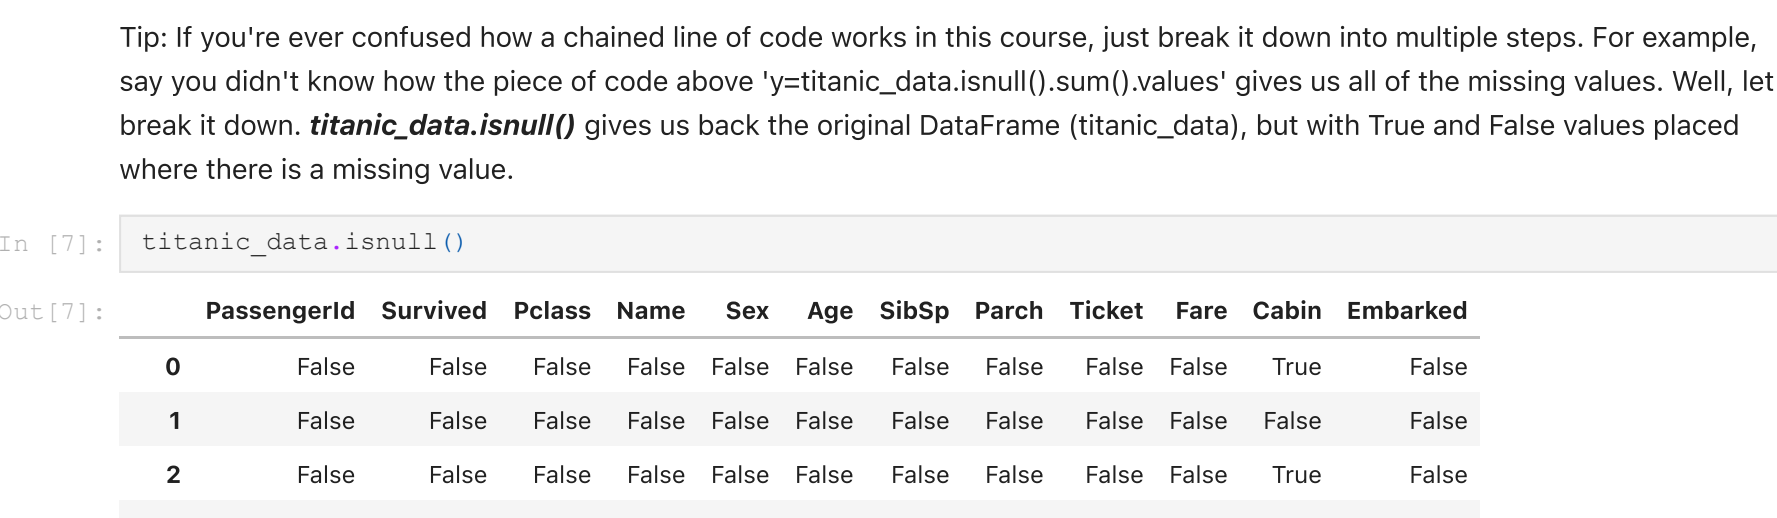 Tip: If you're ever confused how a chained line of code works in this course, just break it down into multiple steps. For example,
say you didn't know how the piece of code above 'y=titanic_data.isnull().sum().values' gives us all of the missing values. Well, let
break it down. titanic_data.isnull() gives us back the original DataFrame (titanic_data), but with True and False values placed
where there is a missing value.
In [7]: titanic_data.isnull()
Out[7]: PassengerId Survived Pclass Name Sex Age SibSp Parch Ticket Fare Cabin Embarked
0 False False False False False False False False False False True False
1 False False False False False False False False False False False False
2 False False False False False False False False False False True False